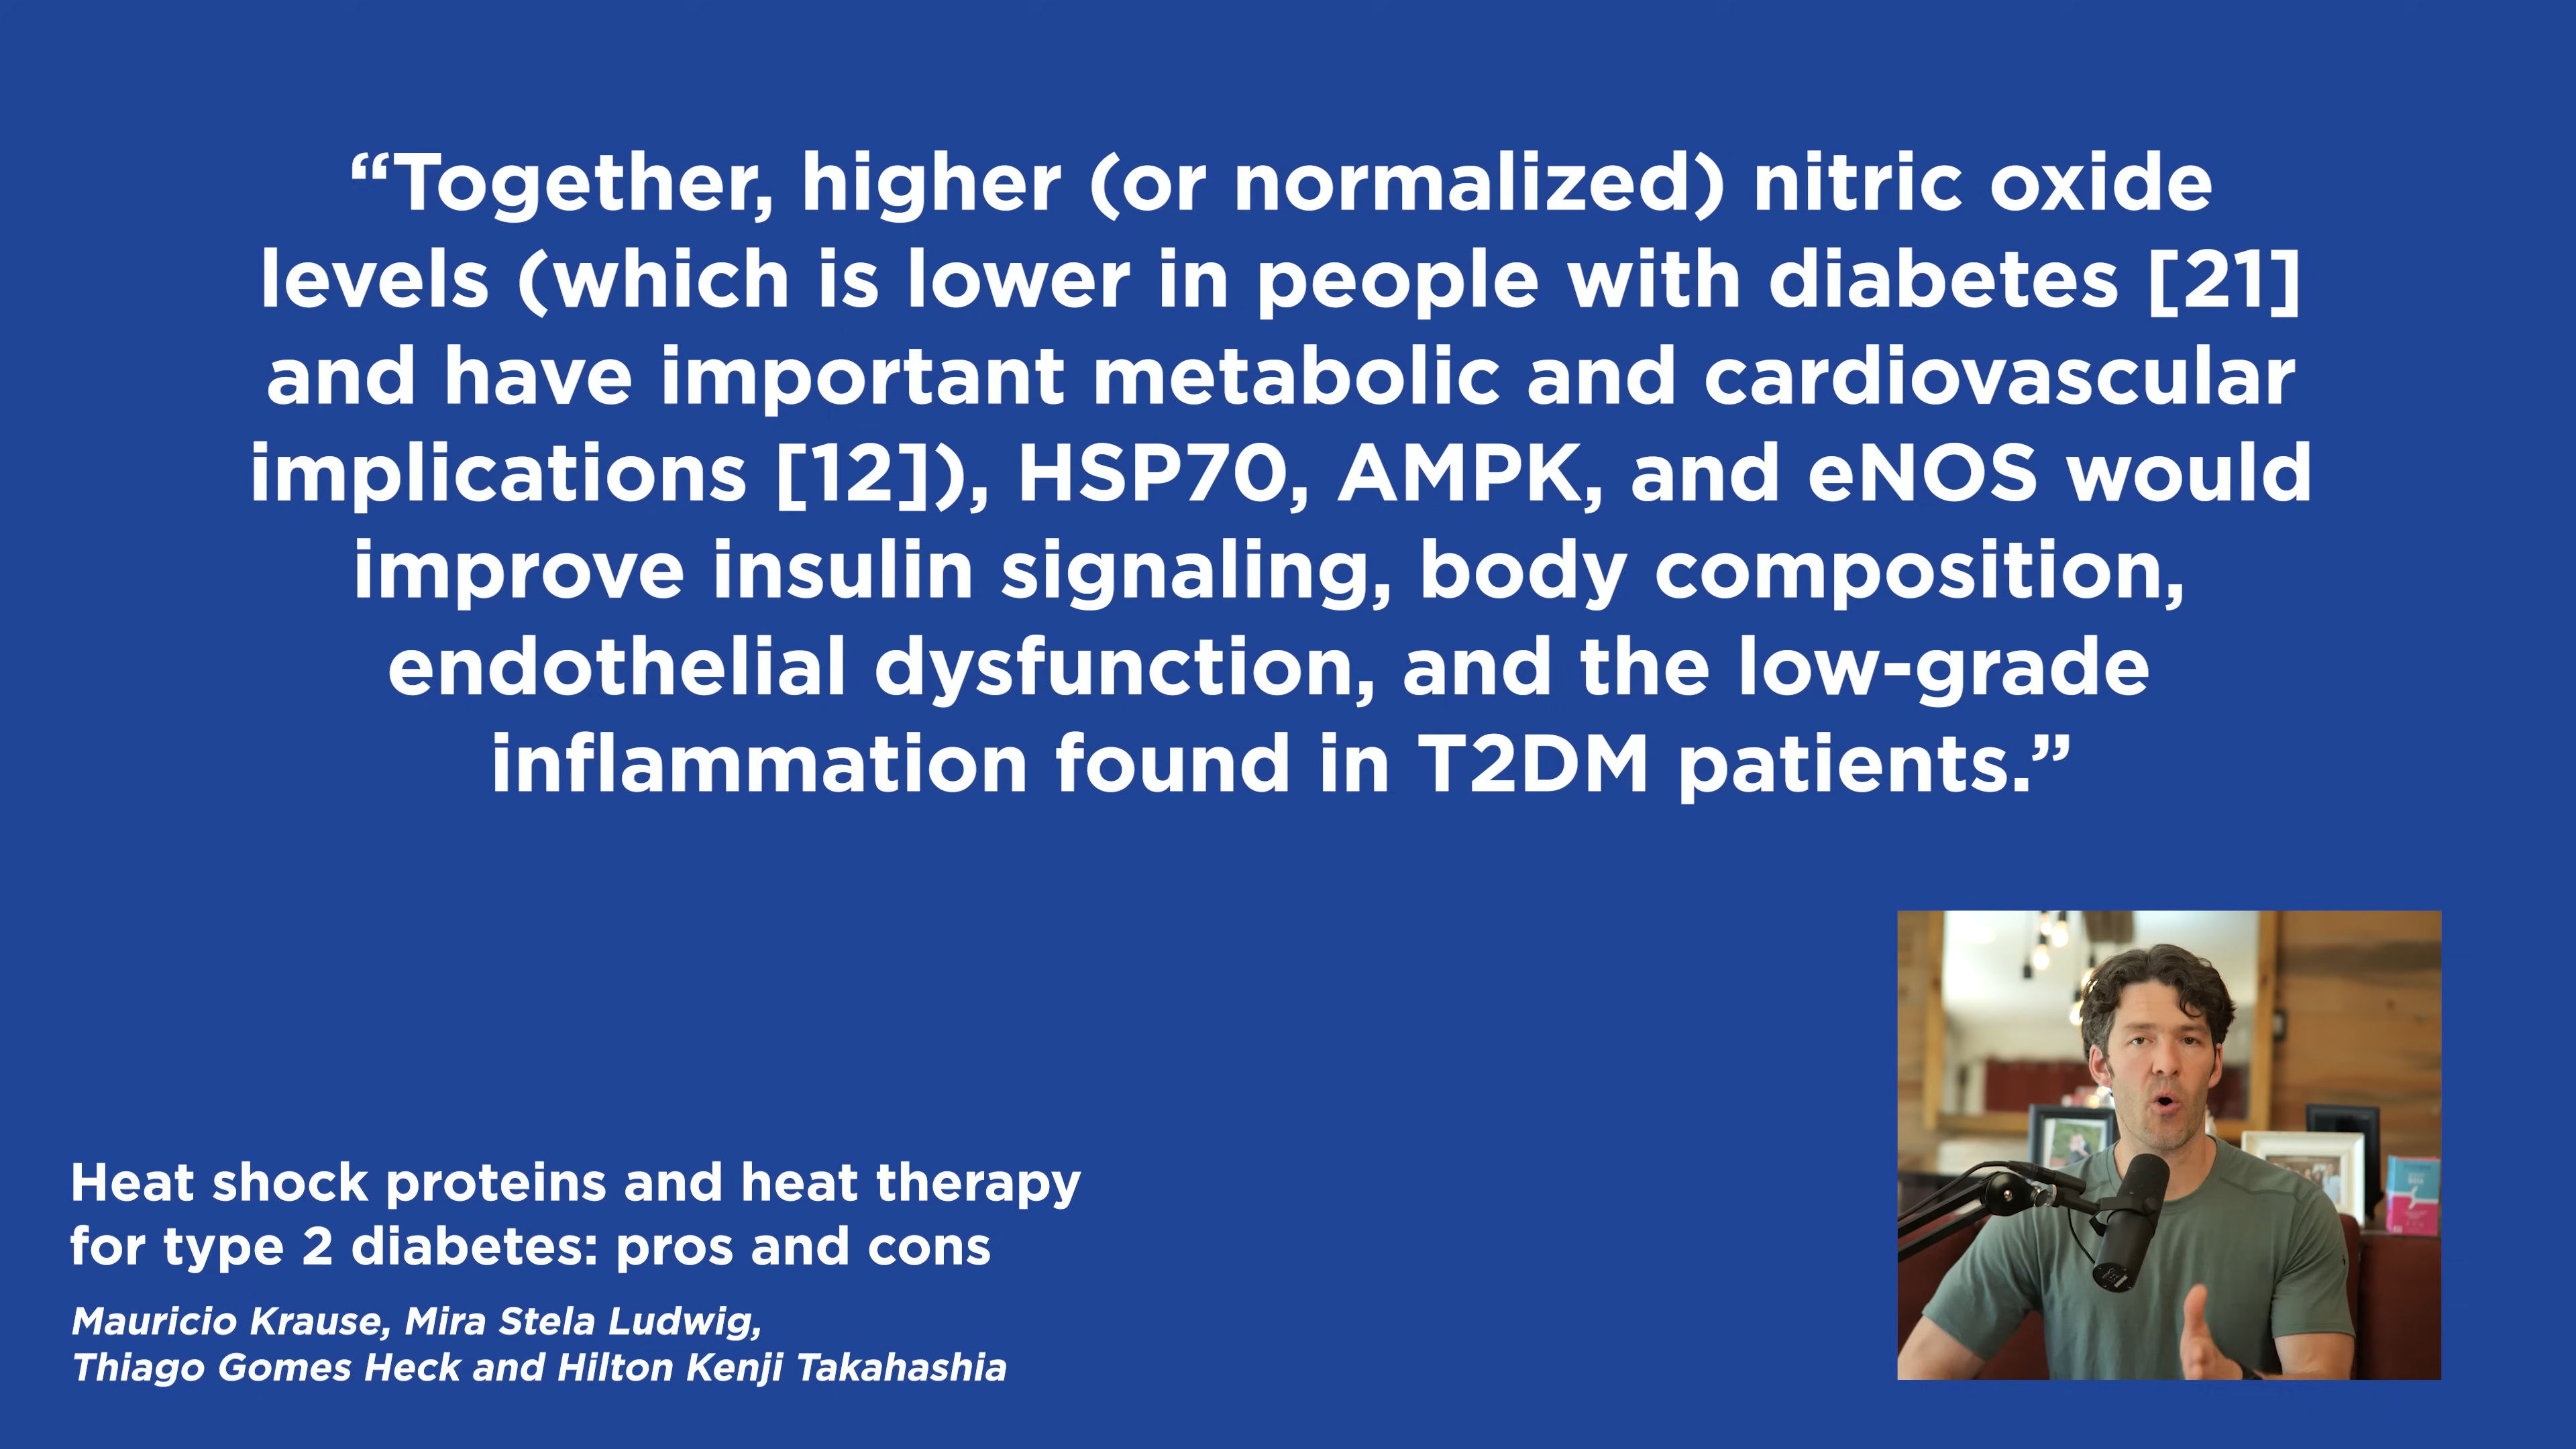 “Together, higher (or normalized) nitric oxide
levels (which is lower in people with diabetes [21]
and have important metabolic and cardiovascular
implications [12]), HSP70, AMPK, and eNOS would
improve insulin signaling, body composition,
endothelial dysfunction, and the low-grade
inflammation found in T2DM patients.”
Heat shock proteins and heat therapy
for type 2 diabetes: pros and cons
Mauricio Krause, Mira Stela Ludwig,
Thiago Gomes Heck and Hilton Kenji Takahashia